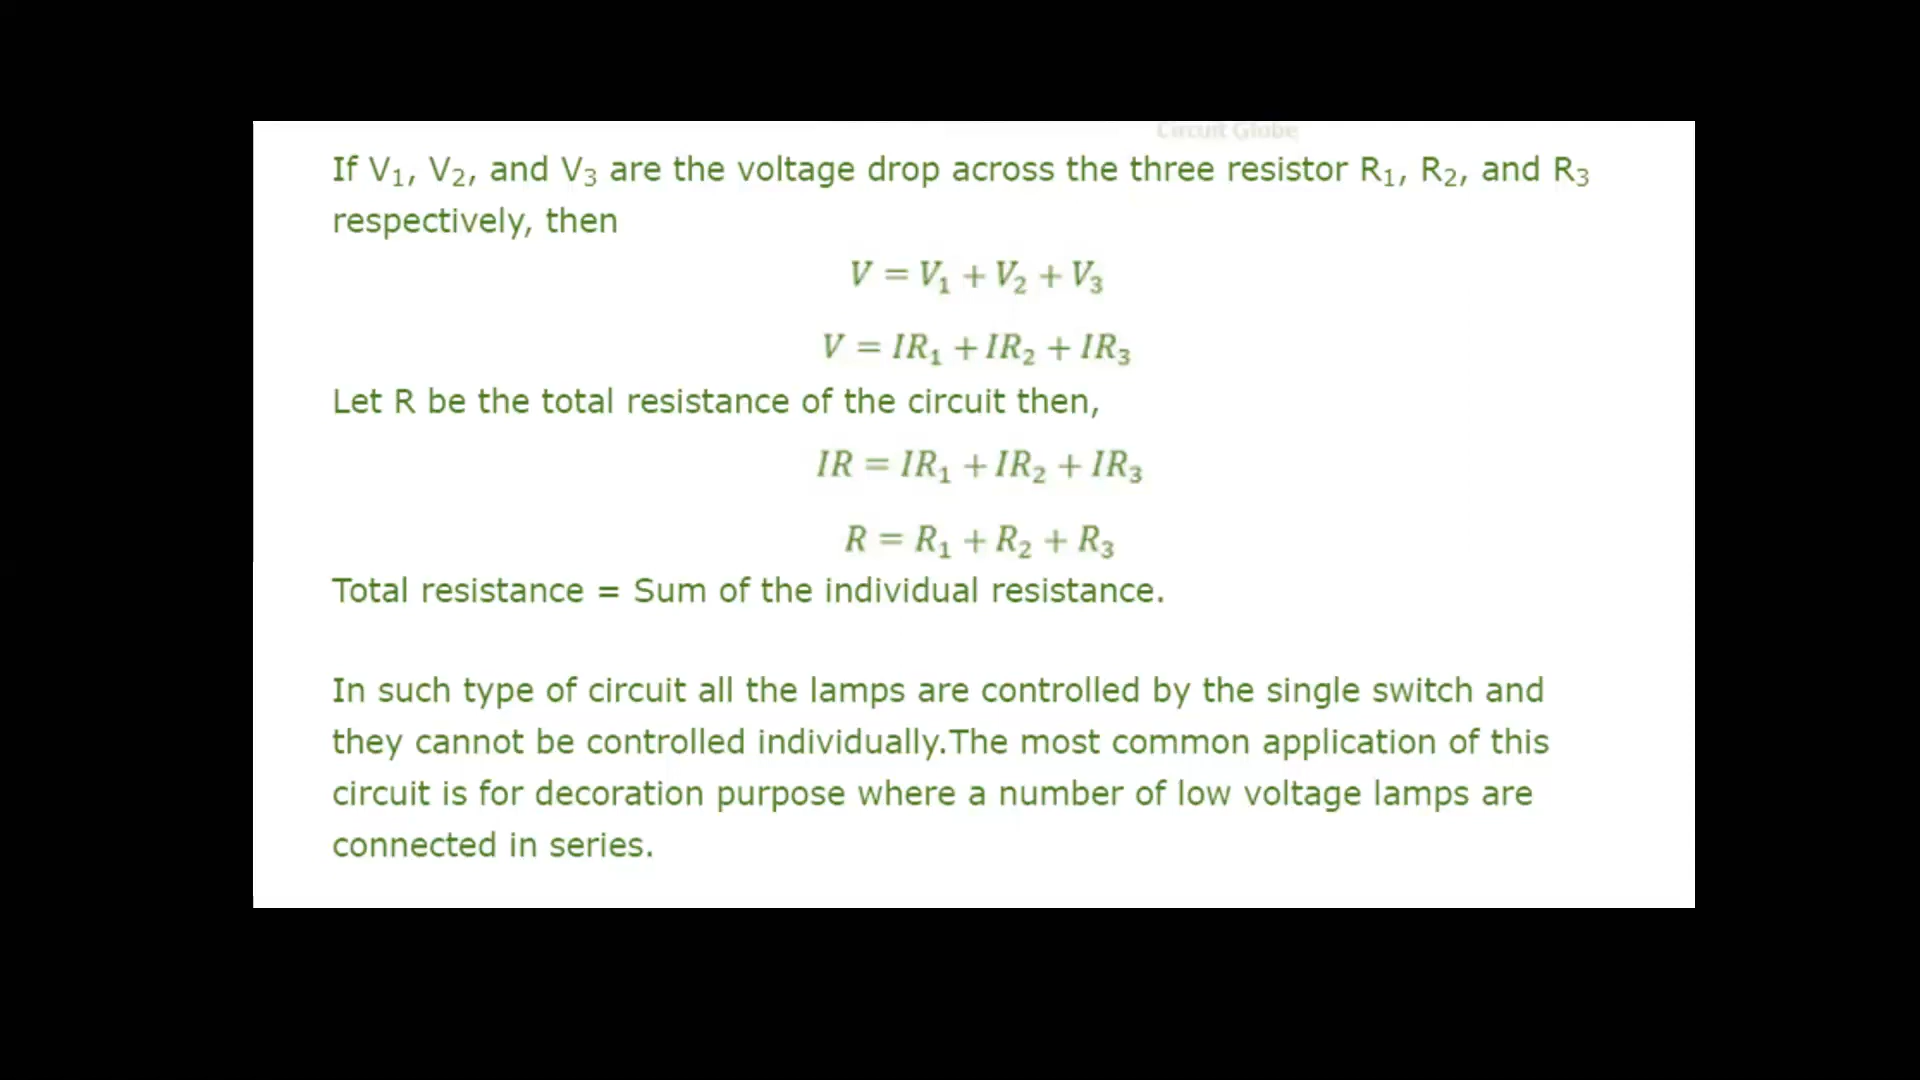 Circuit Globe
If V₁, V₂, and V₃ are the voltage drop across the three resistor R₁, R₂, and R₃
respectively, then
V = V₁ + V₂ + V₃
V = IR₁ + IR₂ + IR₃
Let R be the total resistance of the circuit then,
IR = IR₁ + IR₂ + IR₃
R = R₁ + R₂ + R₃
Total resistance = Sum of the individual resistance.
In such type of circuit all the lamps are controlled by the single switch and
they cannot be controlled individually.The most common application of this
circuit is for decoration purpose where a number of low voltage lamps are
connected in series.